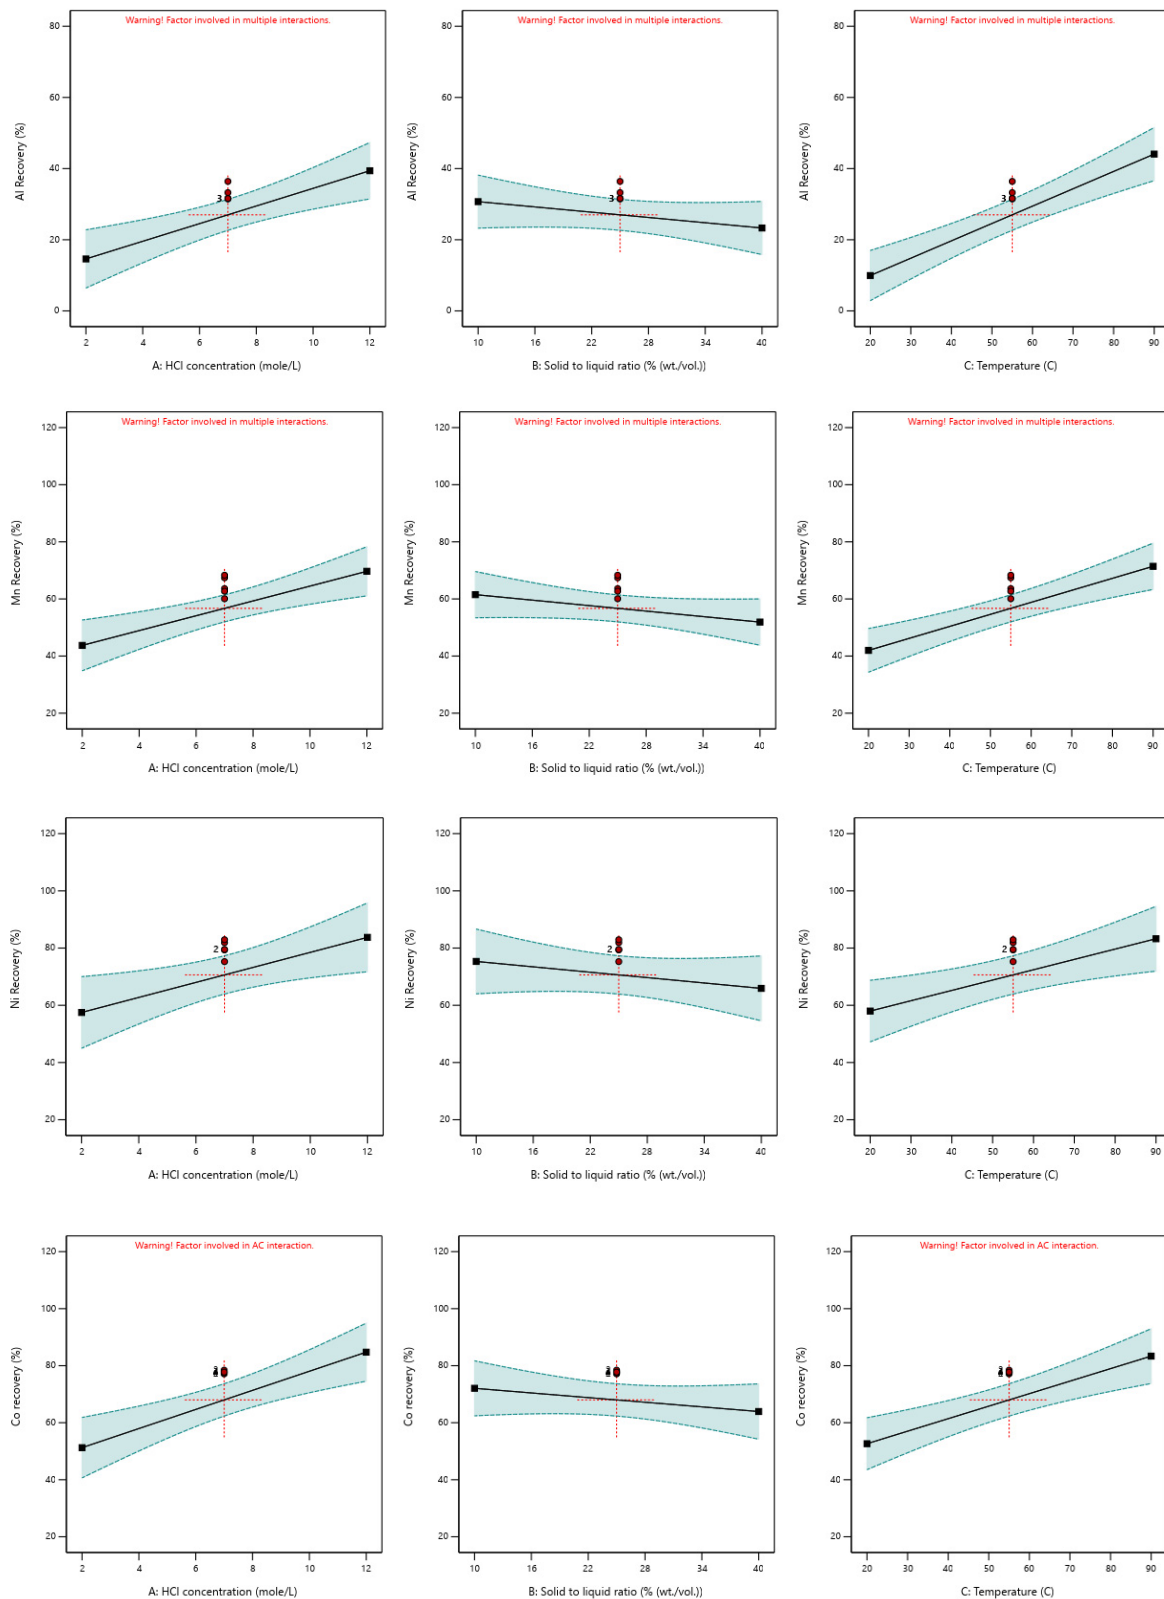 Warning! Factor involved in multiple interactions.
Al Recovery (%)
80
60
40
20
0
3
2 4 6 8 10 12
A: HCl concentration (mole/L)
Warning! Factor involved in multiple interactions.
Al Recovery (%)
80
60
40
20
0
3
10 16 22 28 34 40
B: Solid to liquid ratio (% (wt./vol.))
Warning! Factor involved in multiple interactions.
Al Recovery (%)
80
60
40
20
0
3
20 30 40 50 60 70 80 90
C: Temperature (C)
Warning! Factor involved in multiple interactions.
Mn Recovery (%)
120
100
80
60
40
20
2 4 6 8 10 12
A: HCl concentration (mole/L)
Warning! Factor involved in multiple interactions.
Mn Recovery (%)
120
100
80
60
40
20
10 16 22 28 34 40
B: Solid to liquid ratio (% (wt./vol.))
Warning! Factor involved in multiple interactions.
Mn Recovery (%)
120
100
80
60
40
20
20 30 40 50 60 70 80 90
C: Temperature (C)
Ni Recovery (%)
120
100
80
60
40
20
2
2 4 6 8 10 12
A: HCl concentration (mole/L)
Ni Recovery (%)
120
100
80
60
40
20
2
10 16 22 28 34 40
B: Solid to liquid ratio (% (wt./vol.))
Ni Recovery (%)
120
100
80
60
40
20
2
20 30 40 50 60 70 80 90
C: Temperature (C)
Warning! Factor involved in AC interaction.
Co recovery (%)
120
100
80
60
40
20
2 4 6 8 10 12
A: HCl concentration (mole/L)
Co recovery (%)
120
100
80
60
40
20
10 16 22 28 34 40
B: Solid to liquid ratio (% (wt./vol.))
Warning! Factor involved in AC interaction.
Co recovery (%)
120
100
80
60
40
20
20 30 40 50 60 70 80 90
C: Temperature (C)